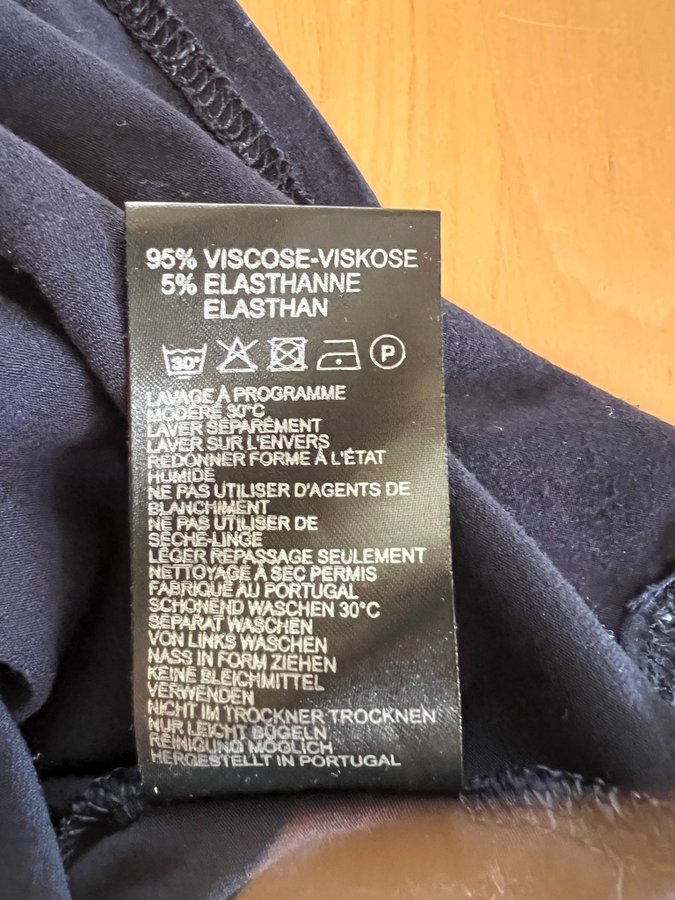 95% VISCOSE-VISKOSE
5% ELASTHANNE
ELASTHAN
30° P
LAVAGE À PROGRAMME
MODÉRÉ 30°C
LAVER SÉPARÉMENT
LAVER SUR L'ENVERS
REDONNER FORME À L'ÉTAT
HUMIDE
NE PAS UTILISER D'AGENTS DE
BLANCHIMENT
NE PAS UTILISER DE
SÈCHE-LINGE
LÉGER REPASSAGE SEULEMENT
NETTOYAGE À SEC PERMIS
FABRIQUÉ AU PORTUGAL
SCHONEND WASCHEN 30°C
SEPARAT WASCHEN
VON LINKS WASCHEN
NASS IN FORM ZIEHEN
KEINE BLEICHMITTEL
VERWENDEN
NICHT IM TROCKNER TROCKNEN
NUR LEICHT BÜGELN
REINIGUNG MÖGLICH
HERGESTELLT IN PORTUGAL